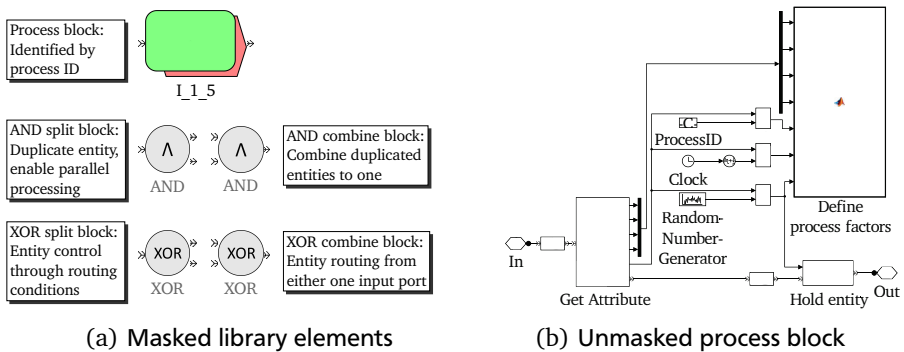 Process block:
Identified by
process ID
I_1_5
AND split block:
Duplicate entity,
enable parallel
processing
Λ
AND
Λ
AND
AND combine block:
Combine duplicated
entities to one
XOR split block:
Entity control
through routing
conditions
XOR
XOR
XOR
XOR
XOR combine block:
Entity routing from
either one input port
(a) Masked library elements
C
ProcessID
Clock
Random-
Number-
Generator
Define
process factors
In
Get Attribute
Hold entity
Out
(b) Unmasked process block